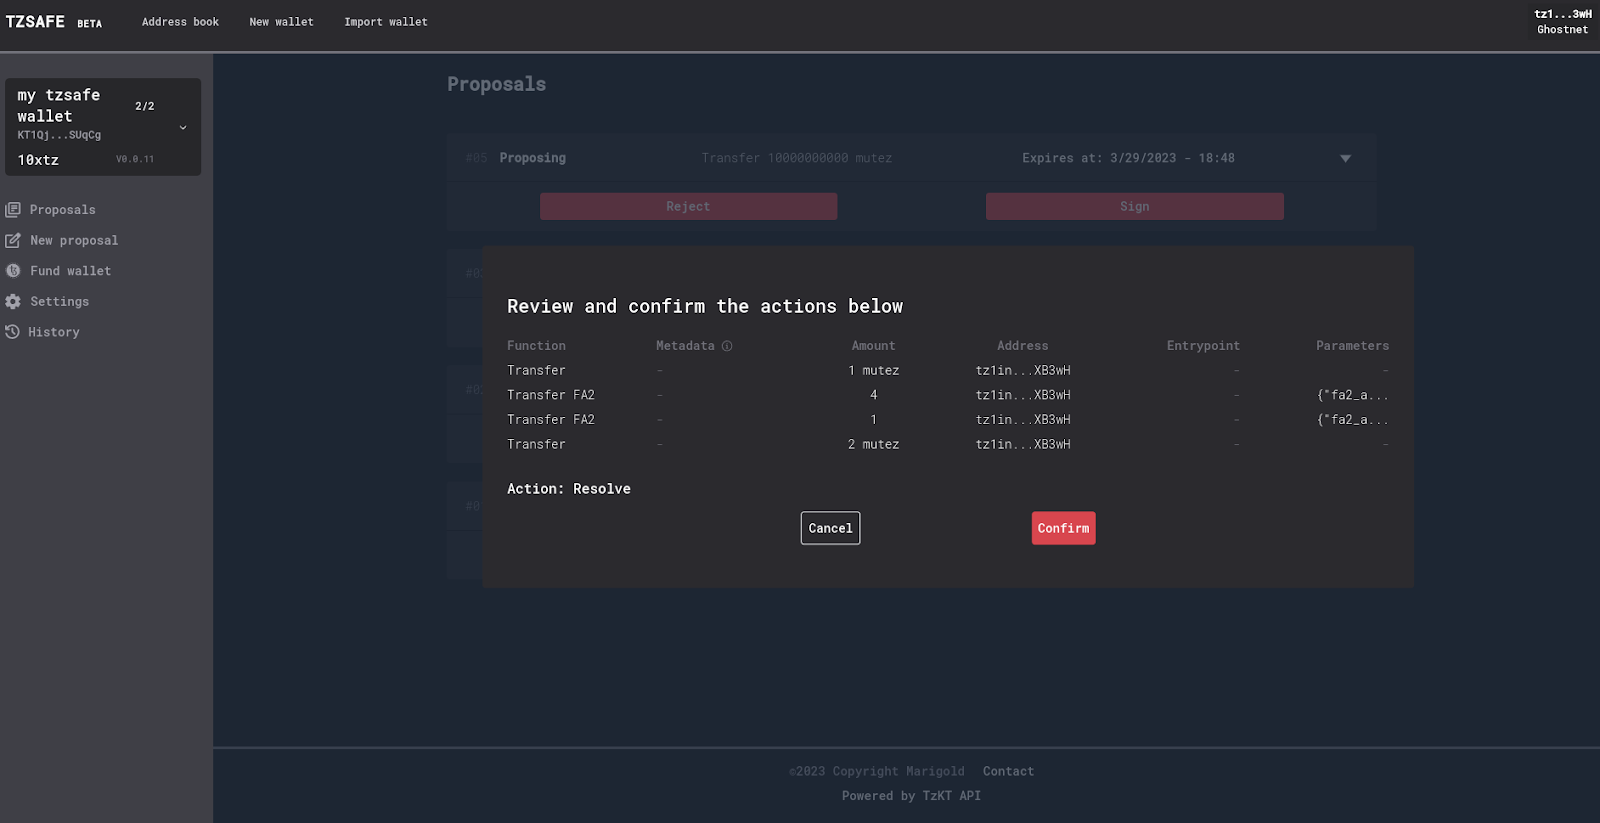 TZSAFE BETA Address book New wallet Import wallet tz1...3wH
Ghostnet
my tzsafe wallet 2/2
KT1Qj...SUqCg
10xtz V0.0.11
Proposals
New proposal
Fund wallet
Settings
History
Proposals
#05 Proposing Transfer 10000000000 mutez Expires at: 3/29/2023 - 18:48
Reject Sign
Review and confirm the actions below
Function Metadata Amount Address Entrypoint Parameters
Transfer - 1 mutez tz1in...XB3wH - -
Transfer FA2 - 4 tz1in...XB3wH - {"fa2_a...
Transfer FA2 - 1 tz1in...XB3wH - {"fa2_a...
Transfer - 2 mutez tz1in...XB3wH - -
Action: Resolve
Cancel Confirm
©2023 Copyright Marigold Contact
Powered by TzKT API